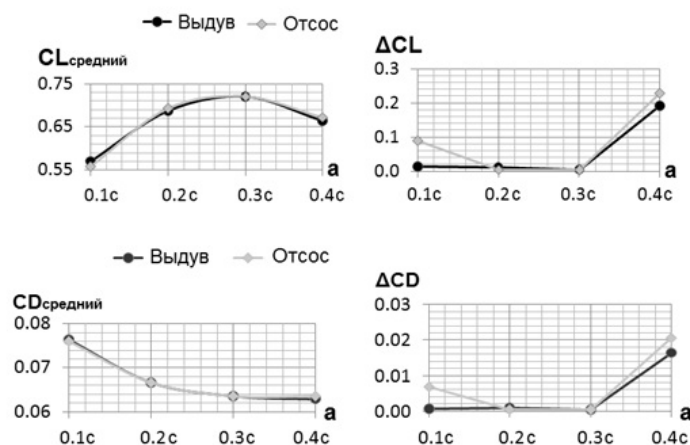 Выдув Отсос
CLсредний
0.75
0.65
0.55
0.1c 0.2c 0.3c 0.4c
a
ΔCL
0.3
0.2
0.1
0.0
0.1c 0.2c 0.3c 0.4c
a
Выдув Отсос
CDсредний
0.08
0.07
0.06
0.1c 0.2c 0.3c 0.4c
a
ΔCD
0.03
0.02
0.01
0.00
0.1c 0.2c 0.3c 0.4c
a